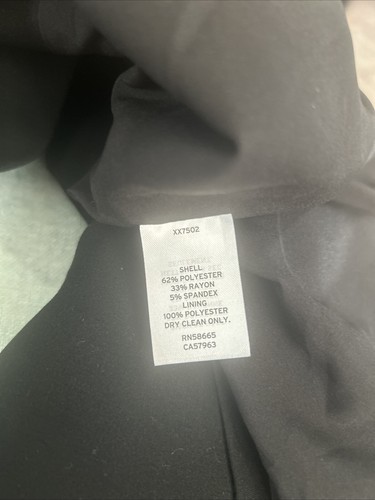 XX7502
SHELL
62% POLYESTER
33% RAYON
5% SPANDEX
LINING
100% POLYESTER
DRY CLEAN ONLY.
RN58665
CA57963